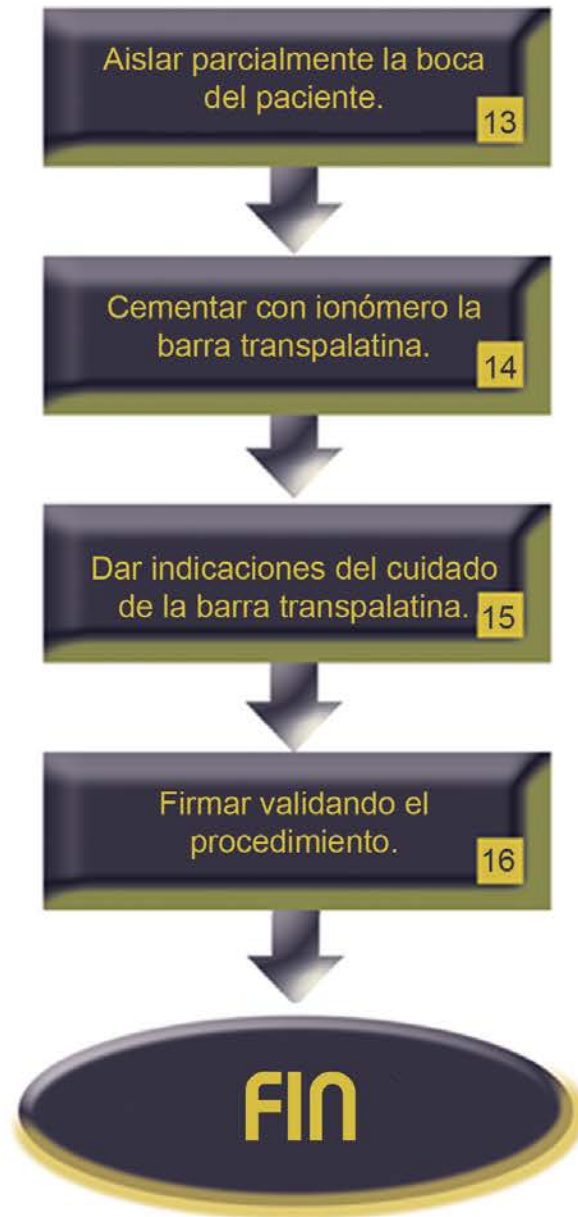 Aislar parcialmente la boca
del paciente.
13
Cementar con ionómero la
barra transpalatina.
14
Dar indicaciones del cuidado
de la barra transpalatina.
15
Firmar validando el
procedimiento.
16
FIN